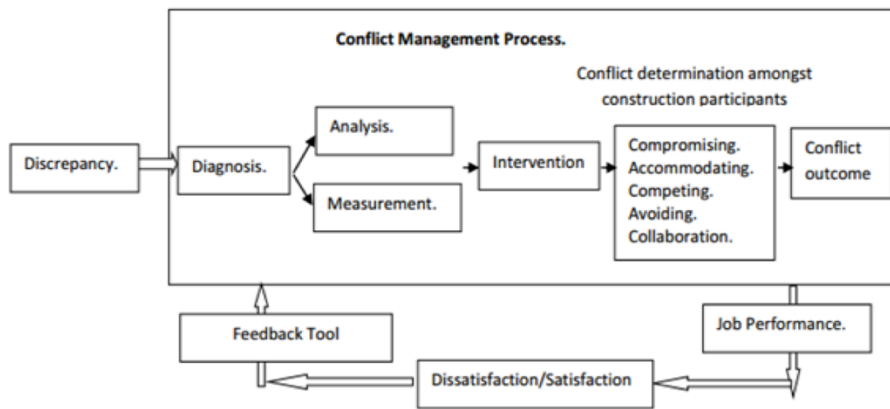 Conflict Management Process.
Conflict determination amongst
construction participants
Discrepancy.
Diagnosis.
Analysis.
Measurement.
Intervention
Compromising.
Accommodating.
Competing.
Avoiding.
Collaboration.
Conflict
outcome
Feedback Tool
Job Performance.
Dissatisfaction/Satisfaction